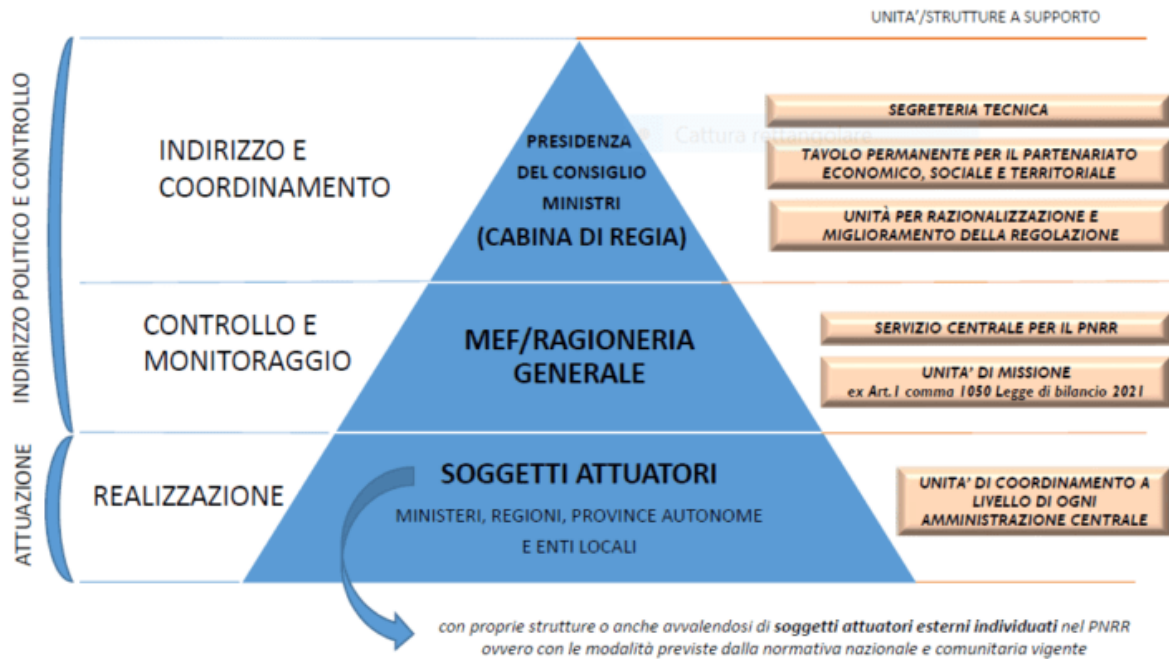 UNITA'/STRUTTURE A SUPPORTO
INDIRIZZO POLITICO E CONTROLLO
INDIRIZZO E
COORDINAMENTO
PRESIDENZA
DEL CONSIGLIO
MINISTRI
(CABINA DI REGIA)
Cattura rettangolare
SEGRETERIA TECNICA
TAVOLO PERMANENTE PER IL PARTENARIATO
ECONOMICO, SOCIALE E TERRITORIALE
UNITÀ PER RAZIONALIZZAZIONE E
MIGLIORAMENTO DELLA REGOLAZIONE
CONTROLLO E
MONITORAGGIO
MEF/RAGIONERIA
GENERALE
SERVIZIO CENTRALE PER IL PNRR
UNITA' DI MISSIONE
ex Art.1 comma 1050 Legge di bilancio 2021
ATTUAZIONE
REALIZZAZIONE
SOGGETTI ATTUATORI
MINISTERI, REGIONI, PROVINCE AUTONOME
E ENTI LOCALI
UNITA' DI COORDINAMENTO A
LIVELLO DI OGNI
AMMINISTRAZIONE CENTRALE
con proprie strutture o anche avvalendosi di soggetti attuatori esterni individuati nel PNRR
ovvero con le modalità previste dalla normativa nazionale e comunitaria vigente